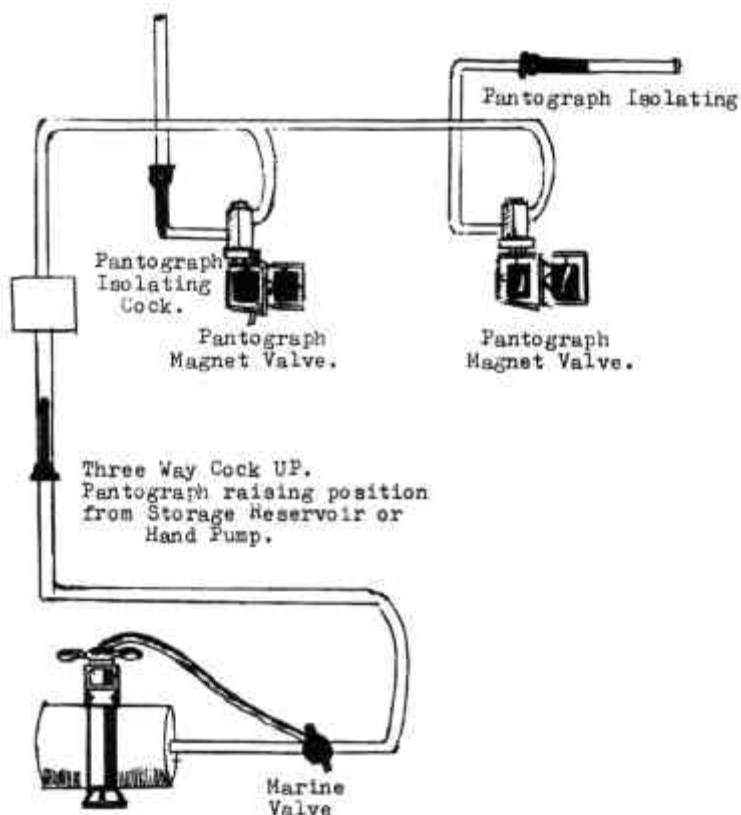 Pantograph Isolating
Pantograph
Isolating
Cock.
Pantograph
Magnet Valve.
Pantograph
Magnet Valve.
Three Way Cock UP.
Pantograph raising position
from Storage Reservoir or
Hand Pump.
Marine
Valve